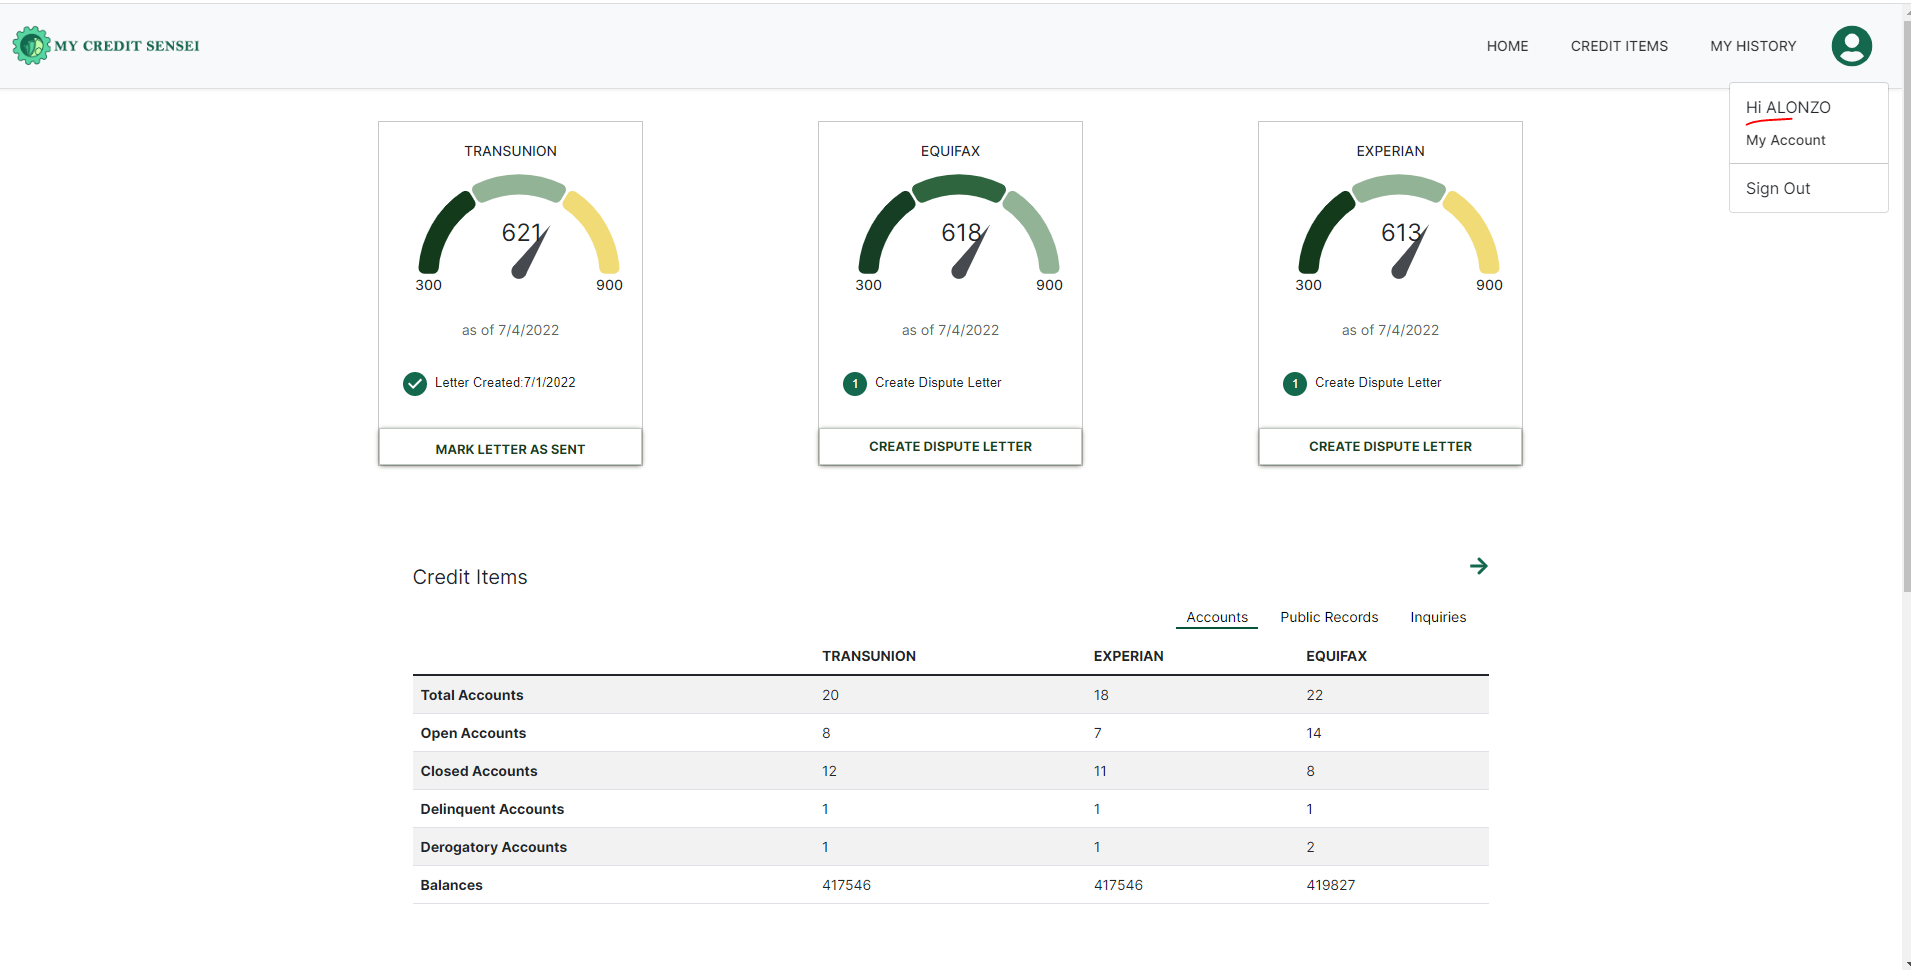 MY CREDIT SENSEI
HOME CREDIT ITEMS MY HISTORY
Hi ALONZO
My Account
Sign Out
TRANSUNION
621
300 900
as of 7/4/2022
Letter Created:7/1/2022
MARK LETTER AS SENT
EQUIFAX
618
300 900
as of 7/4/2022
1 Create Dispute Letter
CREATE DISPUTE LETTER
EXPERIAN
613
300 900
as of 7/4/2022
1 Create Dispute Letter
CREATE DISPUTE LETTER
Credit Items
Accounts Public Records Inquiries
TRANSUNION EXPERIAN EQUIFAX
Total Accounts 20 18 22
Open Accounts 8 7 14
Closed Accounts 12 11 8
Delinquent Accounts 1 1 1
Derogatory Accounts 1 1 2
Balances 417546 417546 419827